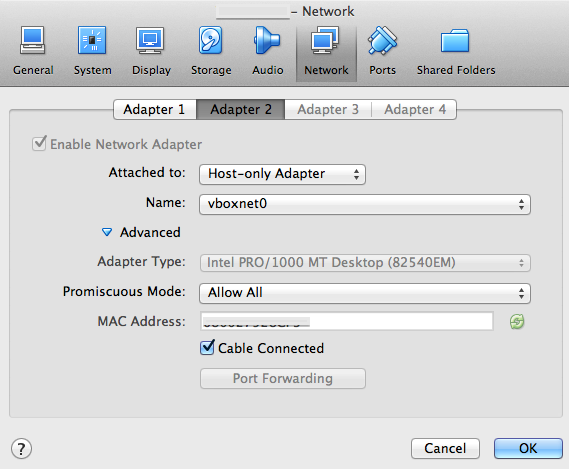 - Network
General System Display Storage Audio Network Ports Shared Folders
Adapter 1 Adapter 2 Adapter 3 Adapter 4
Enable Network Adapter
Attached to: Host-only Adapter
Name: vboxnet0
Advanced
Adapter Type: Intel PRO/1000 MT Desktop (82540EM)
Promiscuous Mode: Allow All
MAC Address:
Cable Connected
Port Forwarding
? Cancel OK